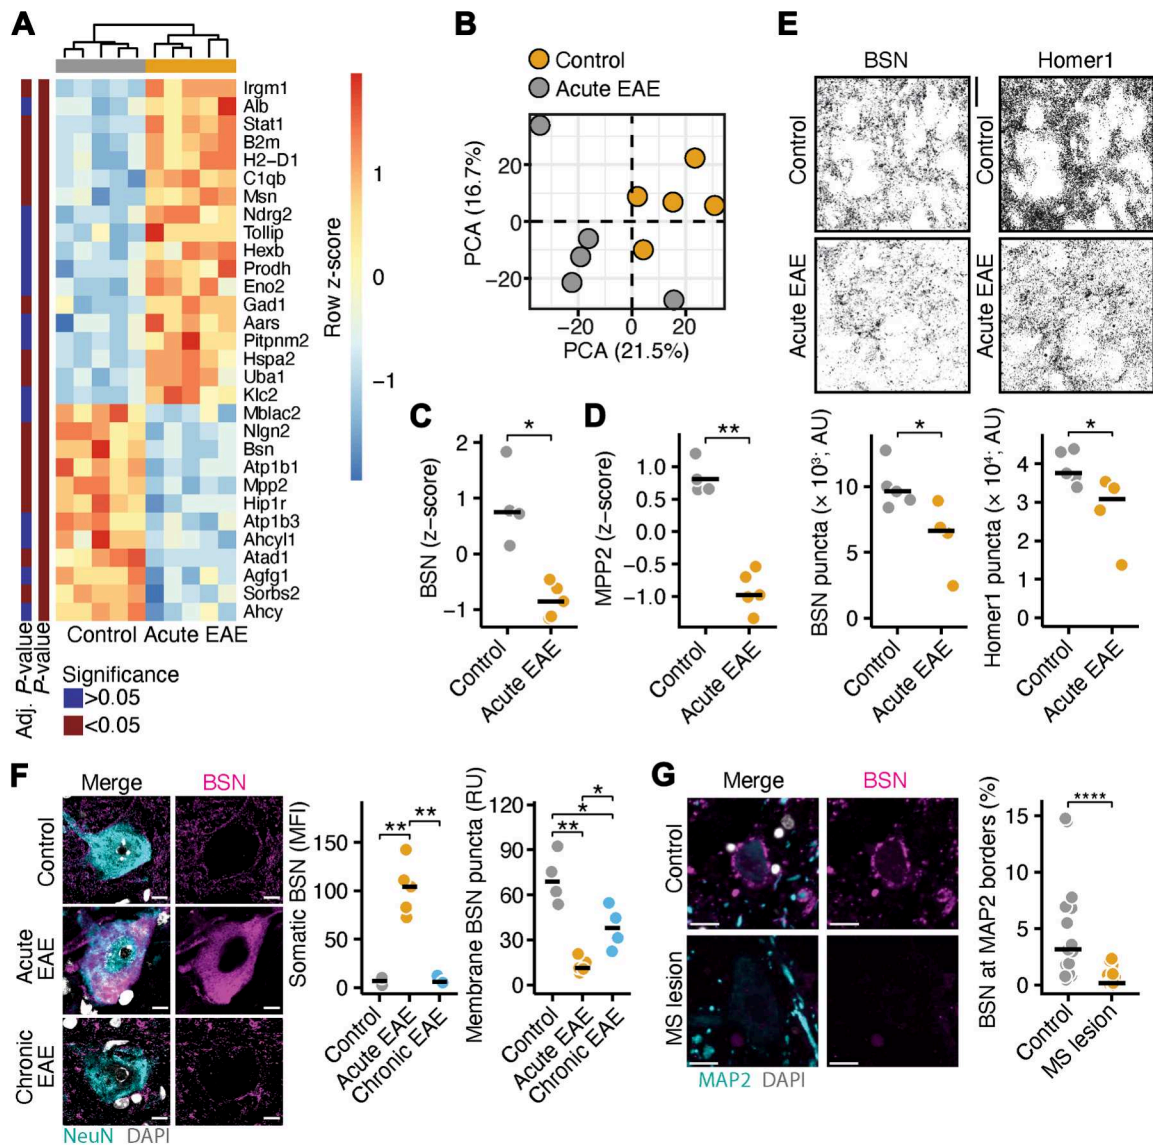 A
Irgm1
Alb
Stat1
B2m
H2-D1
C1qb
Msn
Ndrg2
Tollip
Hexb
Prodh
Eno2
Gad1
Aars
Pitpnm2
Hspa2
Uba1
Klc2
Mblac2
Nlgn2
Bsn
Atp1b1
Mpp2
Hip1r
Atp1b3
Ahcyl1
Atad1
Agfg1
Sorbs2
Ahcy
Control Acute EAE
Adj. P-value
P-value
Significance
>0.05
<0.05
Row z-score
1
0
−1
B
Control
Acute EAE
PCA (16.7%)
20
0
−20
−20 0 20
PCA (21.5%)
C
*
BSN (z-score)
2
1
0
−1
Control
Acute EAE
D
**
MPP2 (z-score)
1.0
0.5
0.0
−0.5
−1.0
Control
Acute EAE
E
BSN
Homer1
Control
Control
Acute EAE
Acute EAE
*
BSN puncta (× 10³; AU)
10
5
0
Control
Acute EAE
*
Homer1 puncta (× 10⁴; AU)
4
3
2
1
0
Control
Acute EAE
F
Merge
BSN
Control
Acute
EAE
Chronic
EAE
NeuN DAPI
Somatic BSN (MFI)
150
100
50
0
**
**
Control
Acute EAE
Chronic EAE
Membrane BSN puncta (RU)
120
90
60
30
0
*
*
**
Control
Acute EAE
Chronic EAE
G
Merge
BSN
Control
MS lesion
MAP2 DAPI
BSN at MAP2 borders (%)
****
15
10
5
0
Control
MS lesion